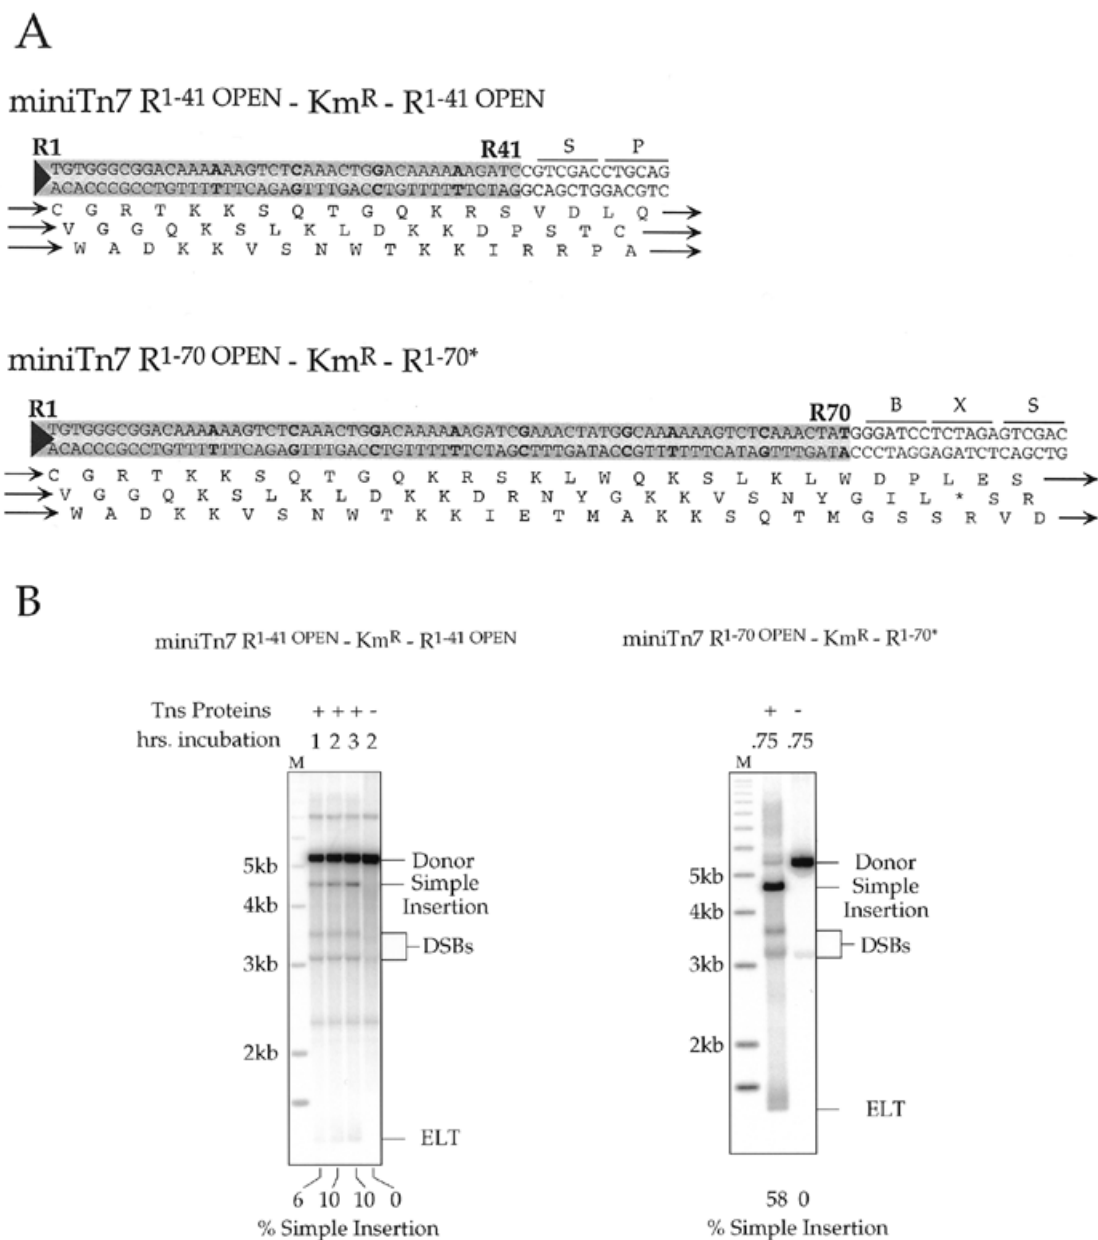 A
miniTn7 R1-41 OPEN - KmR - R1-41 OPEN
R1 R41 S P
TGTGGGCGGACAAAAAAGTCTCAAACTGGACAAAAAAGATCCGTCGACCTGCAG
ACACCCGCCTGTTTTTTCAGAGTTTGACCTGTTTTTTCTAGGCAGCTGGACGTC
C G R T K K S Q T G Q K R S V D L Q
V G G Q K S L K L D K K D P S T C
W A D K K V S N W T K K I R R P A
miniTn7 R1-70 OPEN - KmR - R1-70*
R1 R70 B X S
TGTGGGCGGACAAAAAAGTCTCAAACTGGACAAAAAAGATCGAAACTATGGCAAAAAAGTCTCAAACTATGGGATCCTCTAGAGTCGAC
ACACCCGCCTGTTTTTTCAGAGTTTGACCTGTTTTTTCTAGCTTTGATACCGTTTTTTCATAGTTTGATACCCTAGGAGATCTCAGCTG
C G R T K K S Q T G Q K R S K L W Q K S L K L W D P L E S
V G G Q K S L K L D K K D R N Y G K K V S N Y G I L * S R
W A D K K V S N W T K K I E T M A K K S Q T M G S S R V D
B
miniTn7 R1-41 OPEN - KmR - R1-41 OPEN
Tns Proteins + + + -
hrs. incubation 1 2 3 2
M
5kb
4kb
3kb
2kb
Donor
Simple
Insertion
DSBs
ELT
6 10 10 0
% Simple Insertion
miniTn7 R1-70 OPEN - KmR - R1-70*
+ -
.75 .75
M
5kb
4kb
3kb
2kb
Donor
Simple
Insertion
DSBs
ELT
58 0
% Simple Insertion